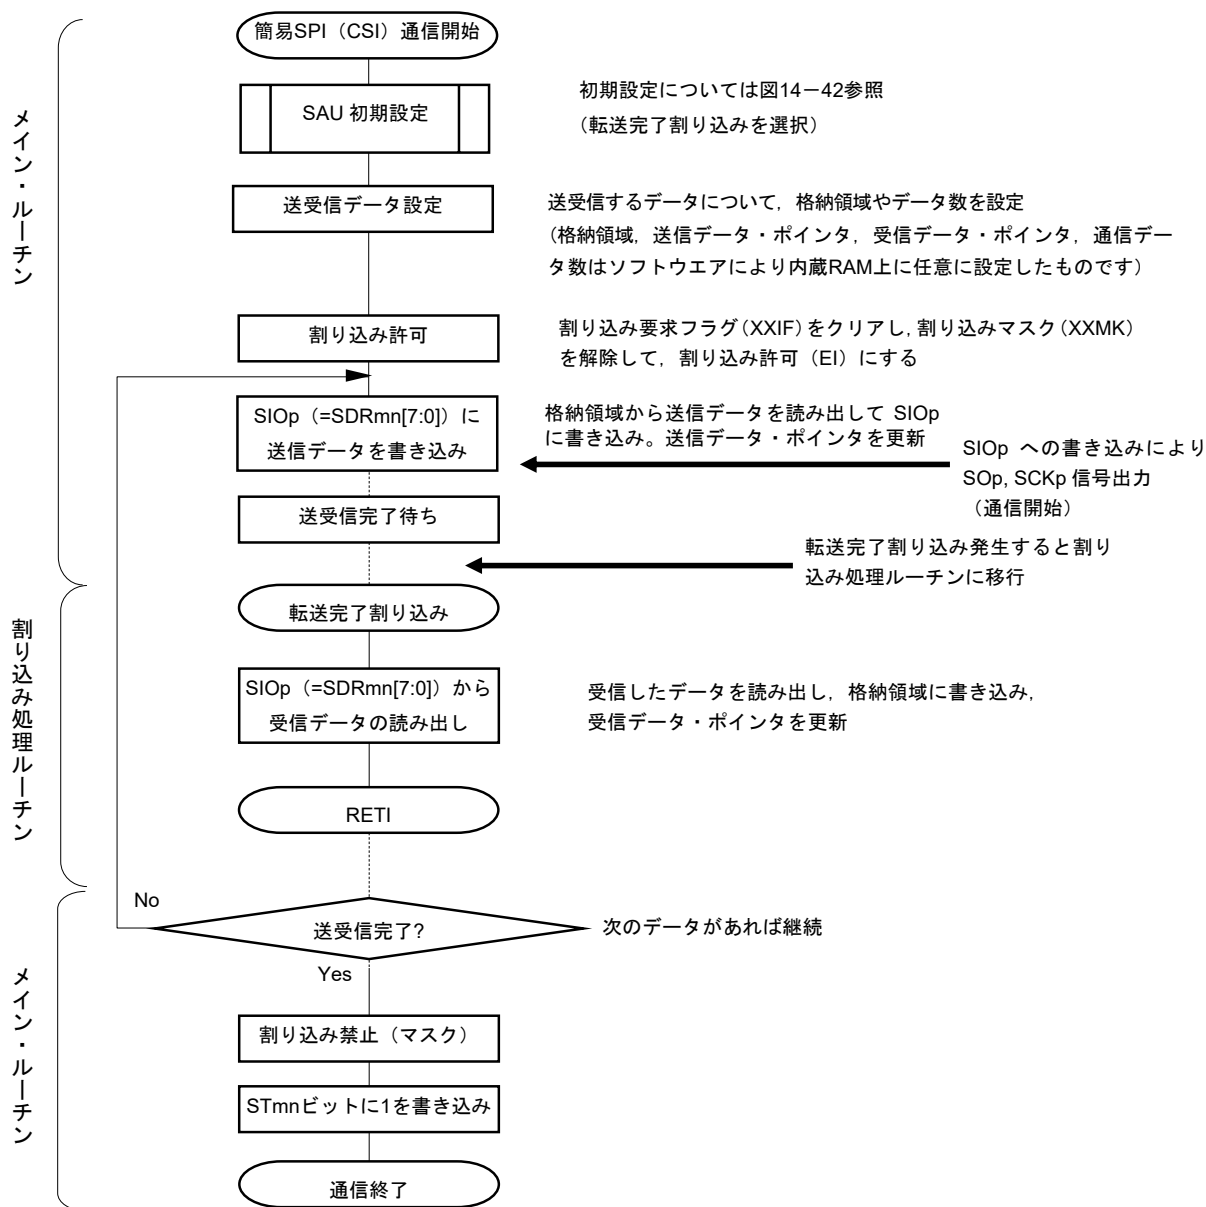 簡易SPI（CSI）通信開始
メイン・ルーチン
SAU 初期設定
初期設定については図14－42参照
（転送完了割り込みを選択）
送受信データ設定
送受信するデータについて，格納領域やデータ数を設定
（格納領域，送信データ・ポインタ，受信データ・ポインタ，通信デー
タ数はソフトウエアにより内蔵RAM上に任意に設定したものです）
割り込み許可
割り込み要求フラグ（XXIF）をクリアし，割り込みマスク（XXMK）
を解除して，割り込み許可（EI）にする
SIOp（=SDRmn[7:0]）に
送信データを書き込み
格納領域から送信データを読み出して SIOp
に書き込み。送信データ・ポインタを更新
SIOp への書き込みにより
SOp, SCKp 信号出力
（通信開始）
送受信完了待ち
転送完了割り込み発生すると割り
込み処理ルーチンに移行
割り込み処理ルーチン
転送完了割り込み
SIOp（=SDRmn[7:0]）から
受信データの読み出し
受信したデータを読み出し，格納領域に書き込み，
受信データ・ポインタを更新
RETI
No
送受信完了?
次のデータがあれば継続
Yes
メイン・ルーチン
割り込み禁止（マスク）
STmnビットに1を書き込み
通信終了